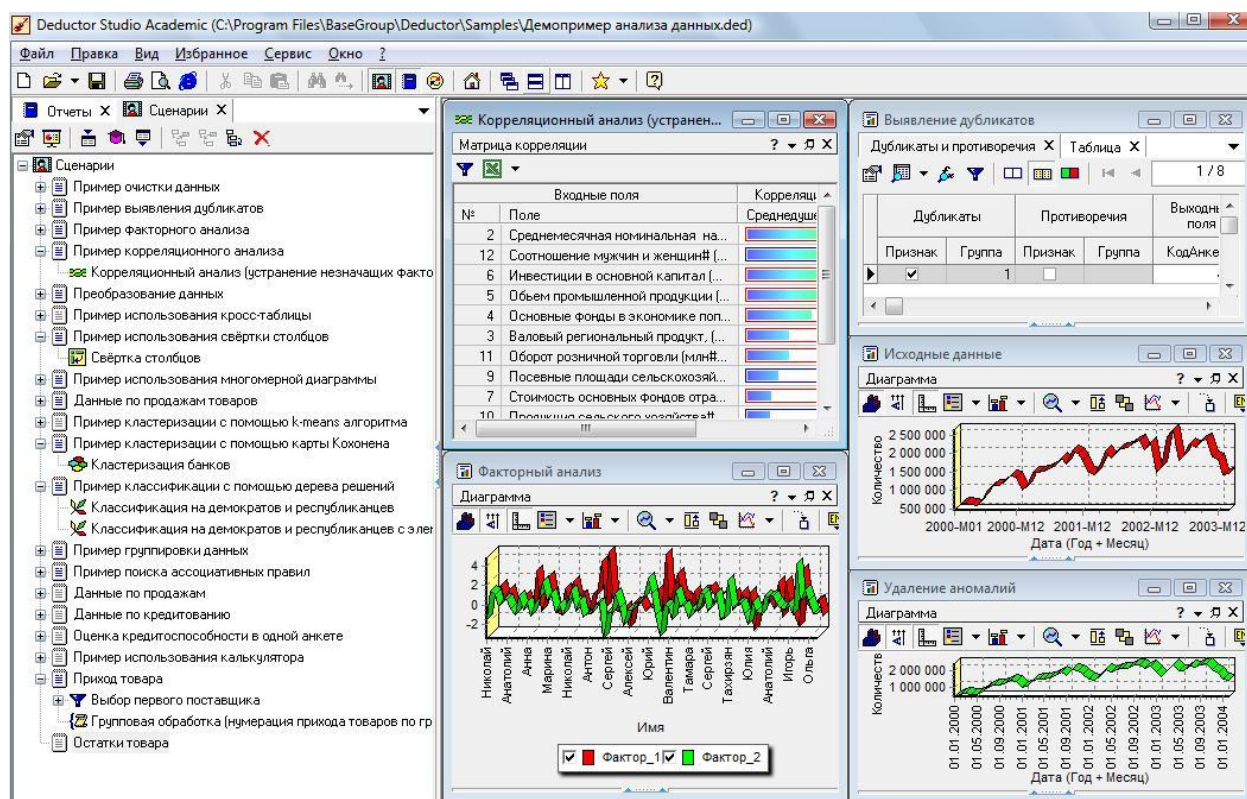 Deductor Studio Academic (C:\Program Files\BaseGroup\Deductor\Samples\Демопример анализа данных.ded)
Файл Правка Вид Избранное Сервис Окно ?
Отчеты X Сценарии X
Сценарии
Пример очистки данных
Пример выявления дубликатов
Пример факторного анализа
Пример корреляционного анализа
Корреляционный анализ (устранение незначащих факто
Преобразование данных
Пример использования кросс-таблицы
Пример использования свёртки столбцов
Свёртка столбцов
Пример использования многомерной диаграммы
Данные по продажам товаров
Пример кластеризации с помощью k-means алгоритма
Пример кластеризации с помощью карты Кохонена
Кластеризация банков
Пример классификации с помощью дерева решений
Классификация на демократов и республиканцев
Классификация на демократов и республиканцев с элег
Пример группировки данных
Пример поиска ассоциативных правил
Данные по продажам
Данные по кредитованию
Оценка кредитоспособности в одной анкете
Пример использования калькулятора
Приход товара
Выбор первого поставщика
Групповая обработка (нумерация прихода товаров по гр
Остатки товара
Корреляционный анализ (устранен...
Матрица корреляции ? X
Входные поля Корреляци
№ Поле Среднедуше
2 Среднемесячная номинальная на...
12 Соотношение мужчин и женщин# (...
6 Инвестиции в основной капитал (...
5 Обьем промышленной продукции (...
4 Основные фонды в экономике поп...
3 Валовый региональный продукт, (...
11 Оборот розничной торговли (млн#...
9 Посевные площади сельскохозяй...
7 Стоимость основных фондов отра...
10 Продукция сельского хозяйства#
Факторный анализ
Диаграмма ? X
4
2
0
-2
Николай
Анатолий
Анна
Марина
Николай
Антон
Сергей
Алексей
Юрий
Валентин
Тамара
Сергей
Тахирзян
Юлия
Анатолий
Игорь
Ольга
Имя
Фактор_1 Фактор_2
Выявление дубликатов
Дубликаты и противоречия X Таблица X
1 / 8
Дубликаты Противоречия Выходны поля
Признак Группа Признак Группа КодАнке
1
Исходные данные
Диаграмма ? X
Количество
2 500 000
2 000 000
1 500 000
1 000 000
500 000
2000-M01 2000-M12 2001-M12 2002-M12 2003-M12
Дата (Год + Месяц)
Удаление аномалий
Диаграмма ? X
Количеств
2 000 000
1 000 000
01.01.2000
01.05.2000
01.09.2000
01.01.2001
01.05.2001
01.09.2001
01.01.2002
01.05.2002
01.09.2002
01.01.2003
01.05.2003
01.09.2003
01.01.2004
Дата (Год + Месяц)